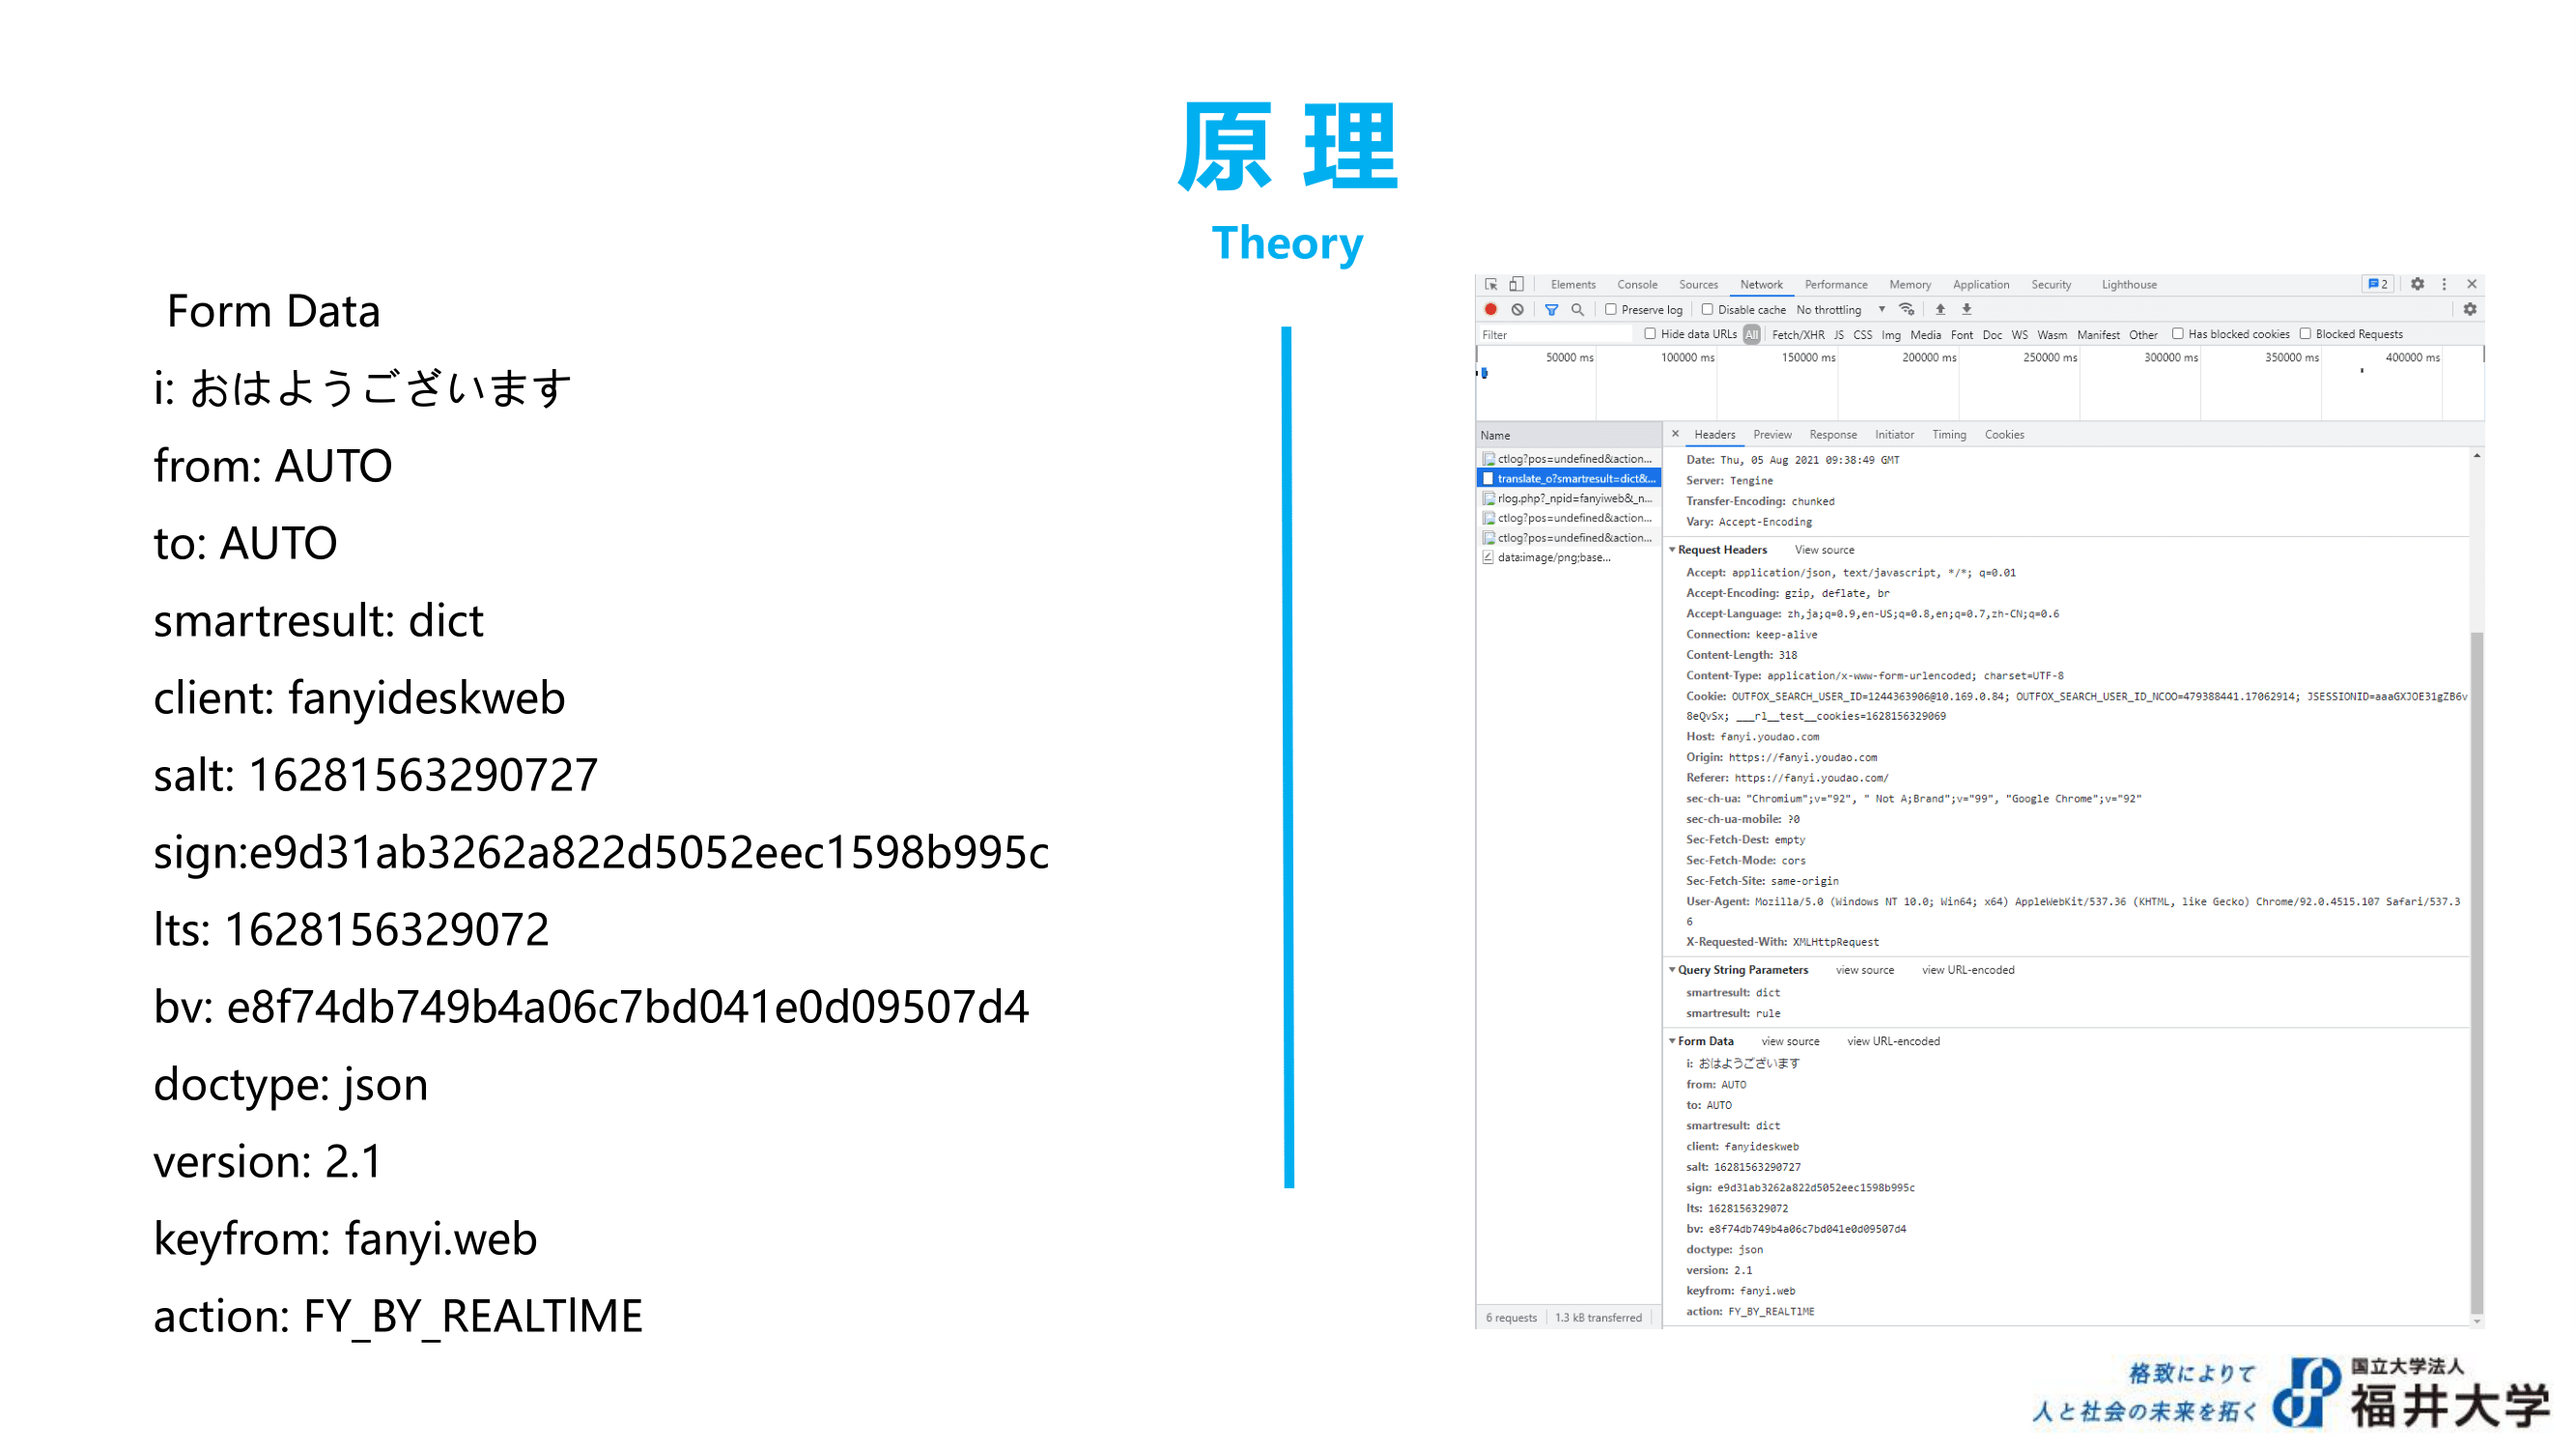 原 理
Theory
Form Data
i: おはようございます
from: AUTO
to: AUTO
smartresult: dict
client: fanyideskweb
salt: 16281563290727
sign:e9d31ab3262a822d5052eec1598b995c
lts: 1628156329072
bv: e8f74db749b4a06c7bd041e0d09507d4
doctype: json
version: 2.1
keyfrom: fanyi.web
action: FY_BY_REALTlME
Elements Console Sources Network Performance Memory Application Security Lighthouse 2
Preserve log Disable cache No throttling
Filter Hide data URLs All Fetch/XHR JS CSS Img Media Font Doc WS Wasm Manifest Other Has blocked cookies Blocked Requests
50000 ms 100000 ms 150000 ms 200000 ms 250000 ms 300000 ms 350000 ms 400000 ms
Name
ctlog?pos=undefined&action...
translate_o?smartresult=dict&...
rlog.php?_npid=fanyiweb&_n...
ctlog?pos=undefined&action...
ctlog?pos=undefined&action...
data:image/png;base...
6 requests 1.3 kB transferred
Headers Preview Response Initiator Timing Cookies
Date: Thu, 05 Aug 2021 09:38:49 GMT
Server: Tengine
Transfer-Encoding: chunked
Vary: Accept-Encoding
Request Headers View source
Accept: application/json, text/javascript, */*; q=0.01
Accept-Encoding: gzip, deflate, br
Accept-Language: zh,ja;q=0.9,en-US;q=0.8,en;q=0.7,zh-CN;q=0.6
Connection: keep-alive
Content-Length: 318
Content-Type: application/x-www-form-urlencoded; charset=UTF-8
Cookie: OUTFOX_SEARCH_USER_ID=1244363906@10.169.0.84; OUTFOX_SEARCH_USER_ID_NCOO=479388441.17062914; JSESSIONID=aaaGXJOE31gZB6v
8eQvSx; ___rl__test__cookies=1628156329069
Host: fanyi.youdao.com
Origin: https://fanyi.youdao.com
Referer: https://fanyi.youdao.com/
sec-ch-ua: "Chromium";v="92", " Not A;Brand";v="99", "Google Chrome";v="92"
sec-ch-ua-mobile: ?0
Sec-Fetch-Dest: empty
Sec-Fetch-Mode: cors
Sec-Fetch-Site: same-origin
User-Agent: Mozilla/5.0 (Windows NT 10.0; Win64; x64) AppleWebKit/537.36 (KHTML, like Gecko) Chrome/92.0.4515.107 Safari/537.3
6
X-Requested-With: XMLHttpRequest
Query String Parameters view source view URL-encoded
smartresult: dict
smartresult: rule
Form Data view source view URL-encoded
i: おはようございます
from: AUTO
to: AUTO
smartresult: dict
client: fanyideskweb
salt: 16281563290727
sign: e9d31ab3262a822d5052eec1598b995c
lts: 1628156329072
bv: e8f74db749b4a06c7bd041e0d09507d4
doctype: json
version: 2.1
keyfrom: fanyi.web
action: FY_BY_REALTlME
格致によりて
人と社会の未来を拓く
国立大学法人
福井大学